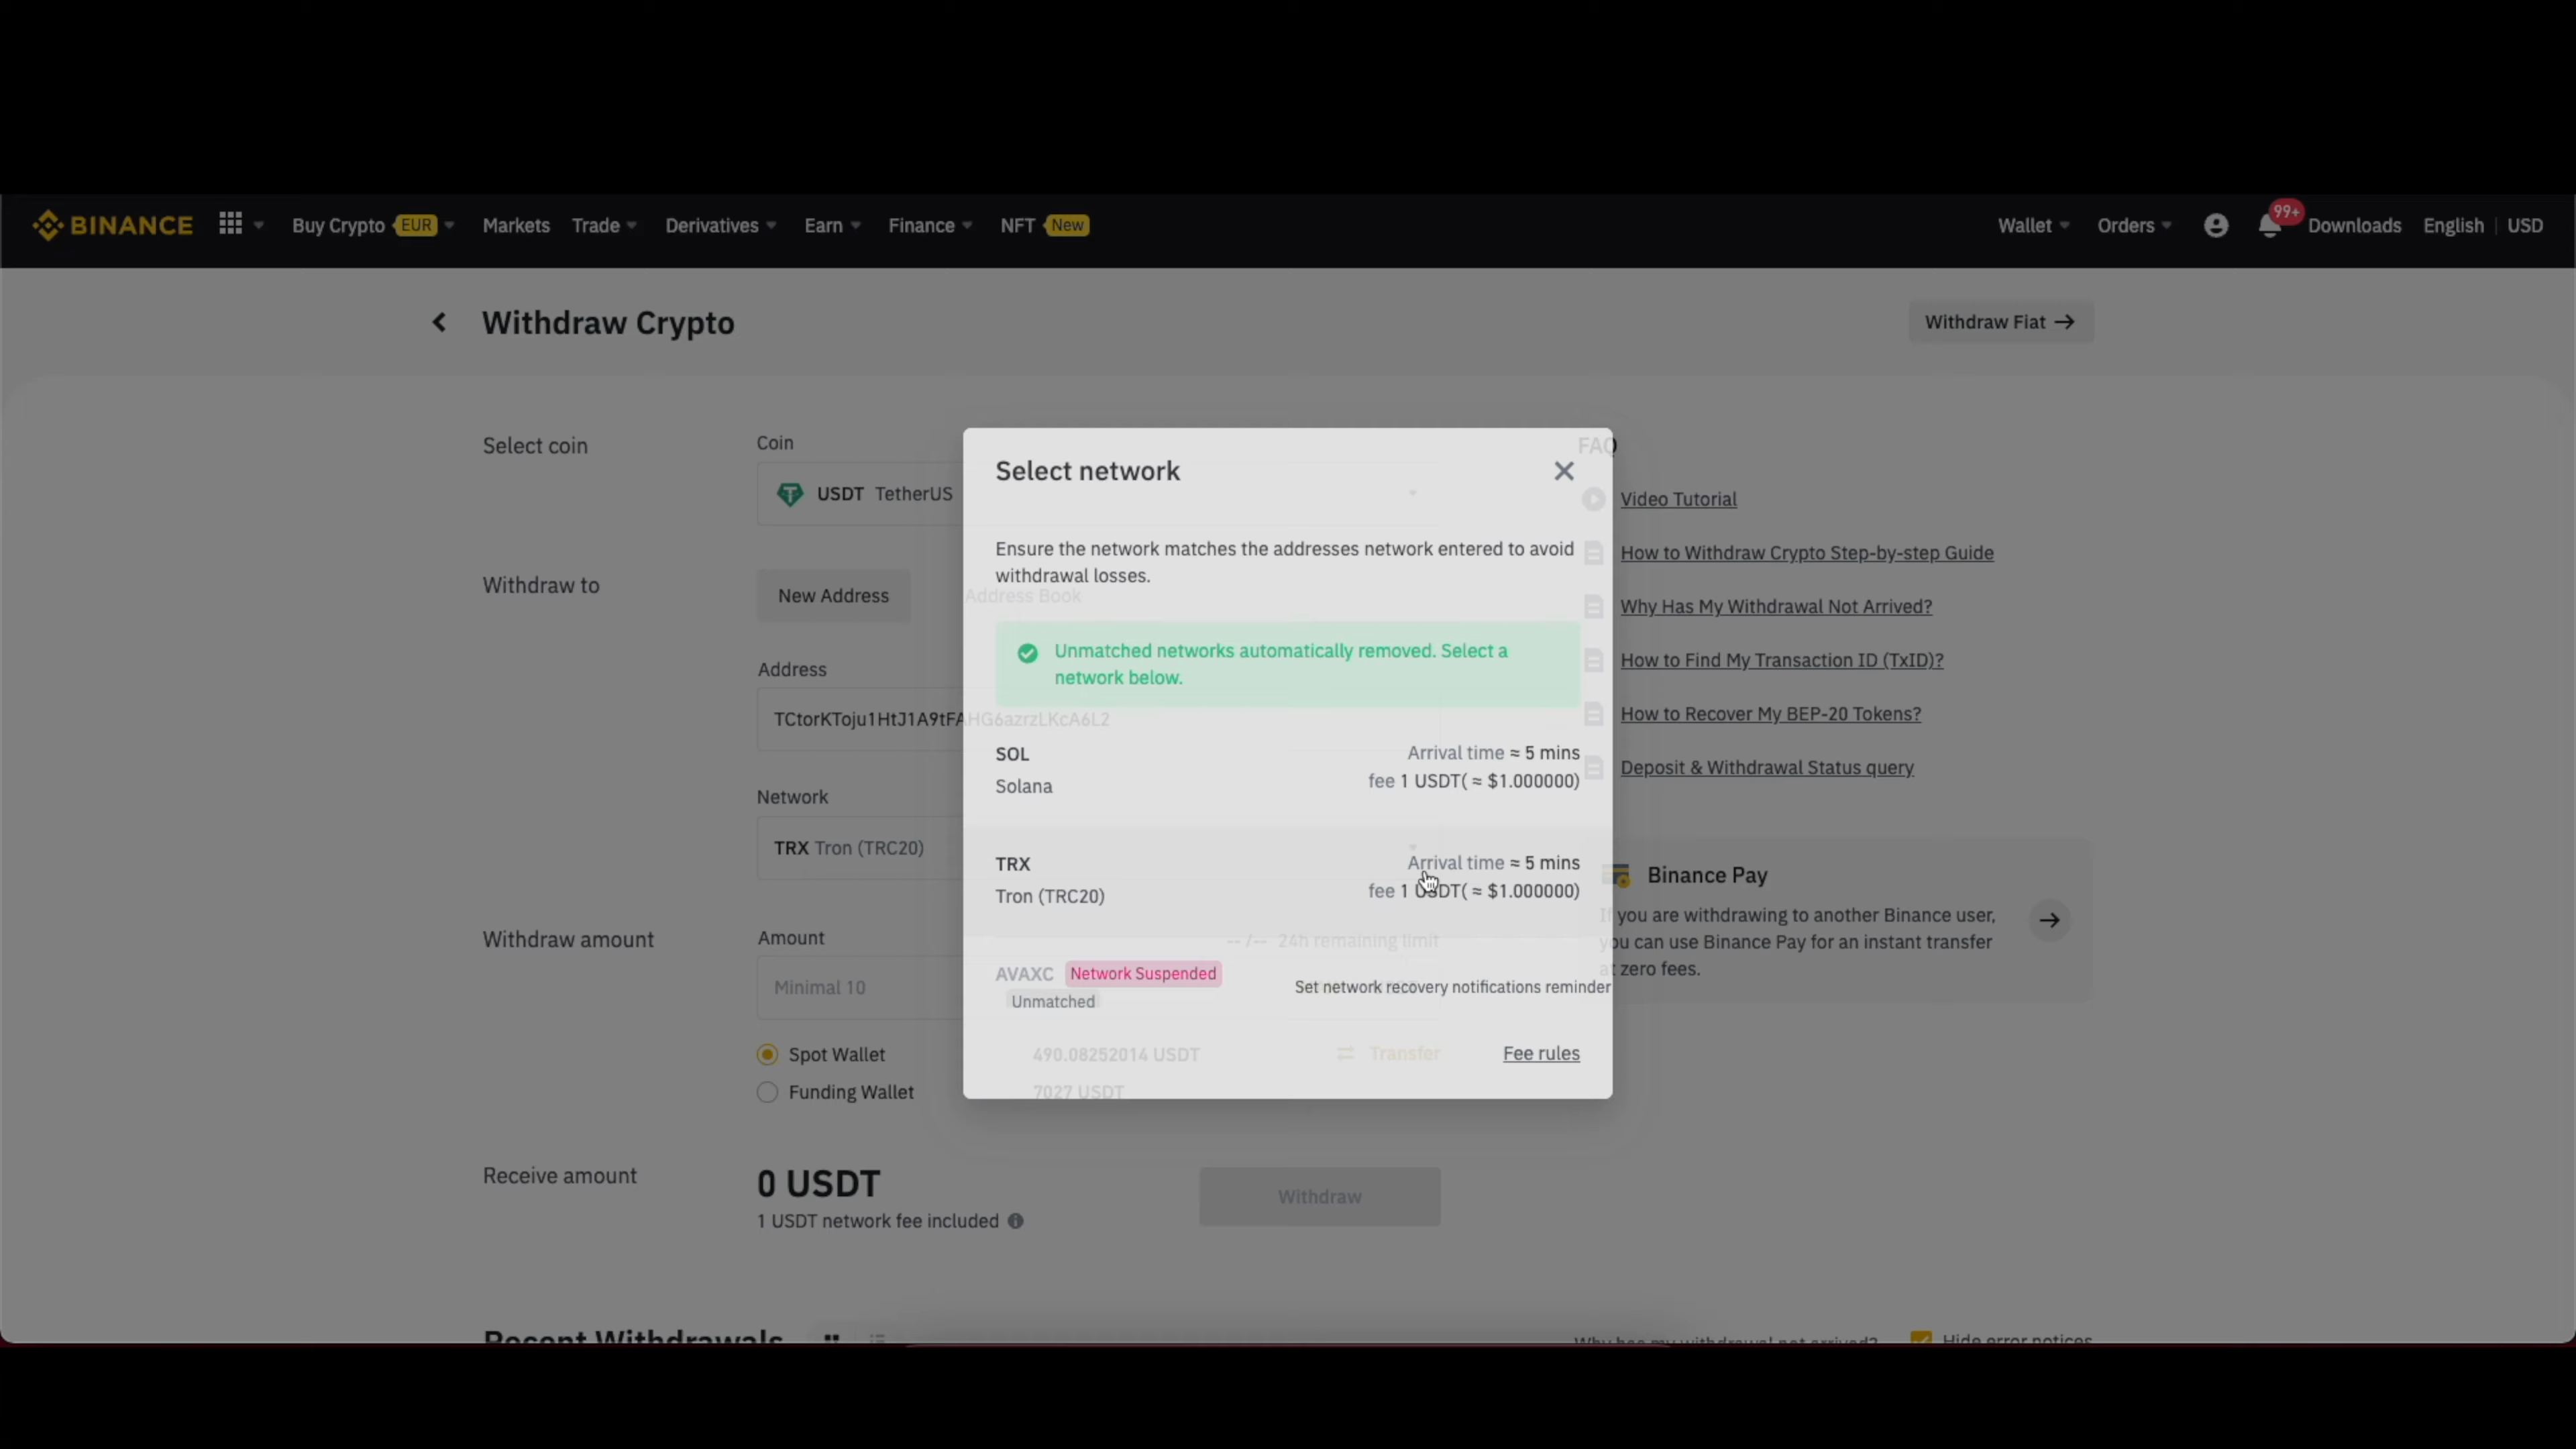 BINANCE
Buy Crypto EUR
Markets
Trade
Derivatives
Earn
Finance
NFT New
Wallet
Orders
99+
Downloads
English
USD
Withdraw Crypto
Withdraw Fiat
Select coin
Coin
USDT TetherUS
Withdraw to
New Address
Address Book
Address
TCtorKToju1HtJ1A9tFAHG6azrzLKcA6L2
Network
TRX Tron (TRC20)
Withdraw amount
Amount
-- /-- 24h remaining limit
Minimal 10
Spot Wallet
490.08252014 USDT
Transfer
Funding Wallet
7027 USDT
Receive amount
0 USDT
1 USDT network fee included
Withdraw
Select network
Ensure the network matches the addresses network entered to avoid
withdrawal losses.
Unmatched networks automatically removed. Select a
network below.
SOL
Solana
Arrival time ≈ 5 mins
fee 1 USDT( ≈ $1.000000)
TRX
Tron (TRC20)
Arrival time ≈ 5 mins
fee 1 USDT( ≈ $1.000000)
AVAXC Network Suspended
Unmatched
Set network recovery notifications reminder
Fee rules
FAQ
Video Tutorial
How to Withdraw Crypto Step-by-step Guide
Why Has My Withdrawal Not Arrived?
How to Find My Transaction ID (TxID)?
How to Recover My BEP-20 Tokens?
Deposit & Withdrawal Status query
Binance Pay
If you are withdrawing to another Binance user,
you can use Binance Pay for an instant transfer
at zero fees.
Recent Withdrawals
Why has my withdrawal not arrived?
Hide error notices